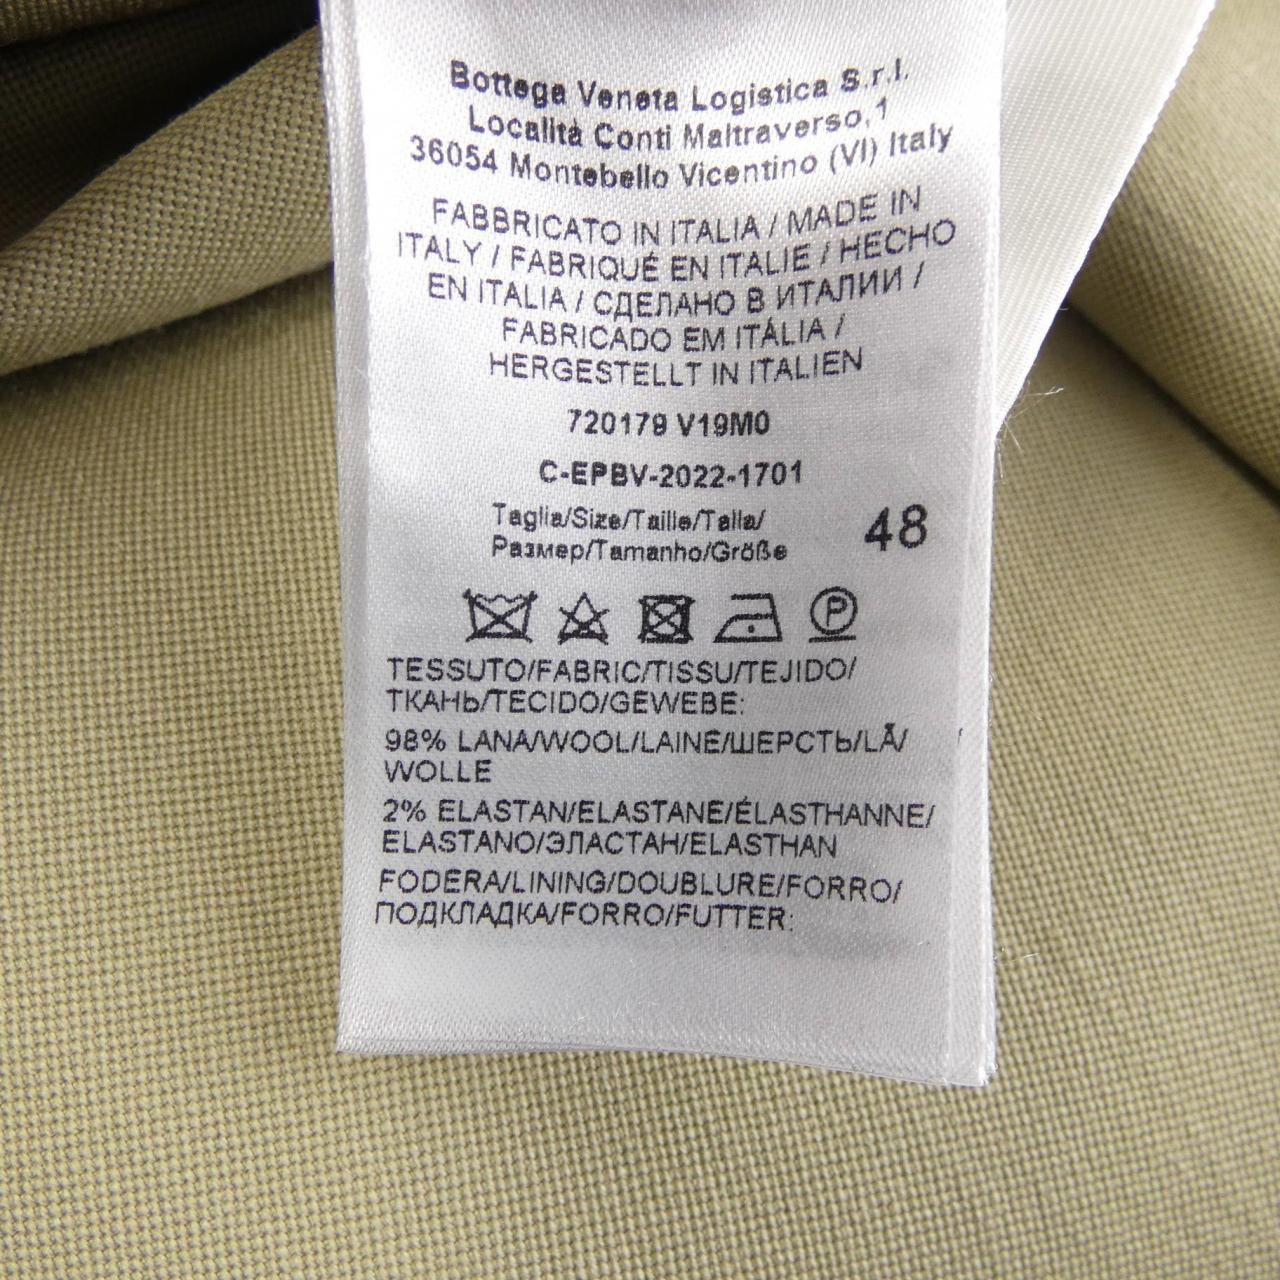 Bottega Veneta Logistica S.r.l.
Località Conti Maltraverso,1
36054 Montebello Vicentino (VI) Italy
FABBRICATO IN ITALIA / MADE IN
ITALY / FABRIQUÉ EN ITALIE / HECHO
EN ITALIA / СДЕЛАНО В ИТАЛИИ /
FABRICADO EM ITÁLIA /
HERGESTELLT IN ITALIEN
720179 V19M0
C-EPBV-2022-1701
Taglia/Size/Taille/Talla/
Размер/Tamanho/Größe 48
P
TESSUTO/FABRIC/TISSU/TEJIDO/
ТКАНЬ/TECIDO/GEWEBE:
98% LANA/WOOL/LAINE/ШЕРСТЬ/LÃ/
WOLLE
2% ELASTAN/ELASTANE/ÉLASTHANNE/
ELASTANO/ЭЛАСТАН/ELASTHAN
FODERA/LINING/DOUBLURE/FORRO/
ПОДКЛАДКА/FORRO/FUTTER: